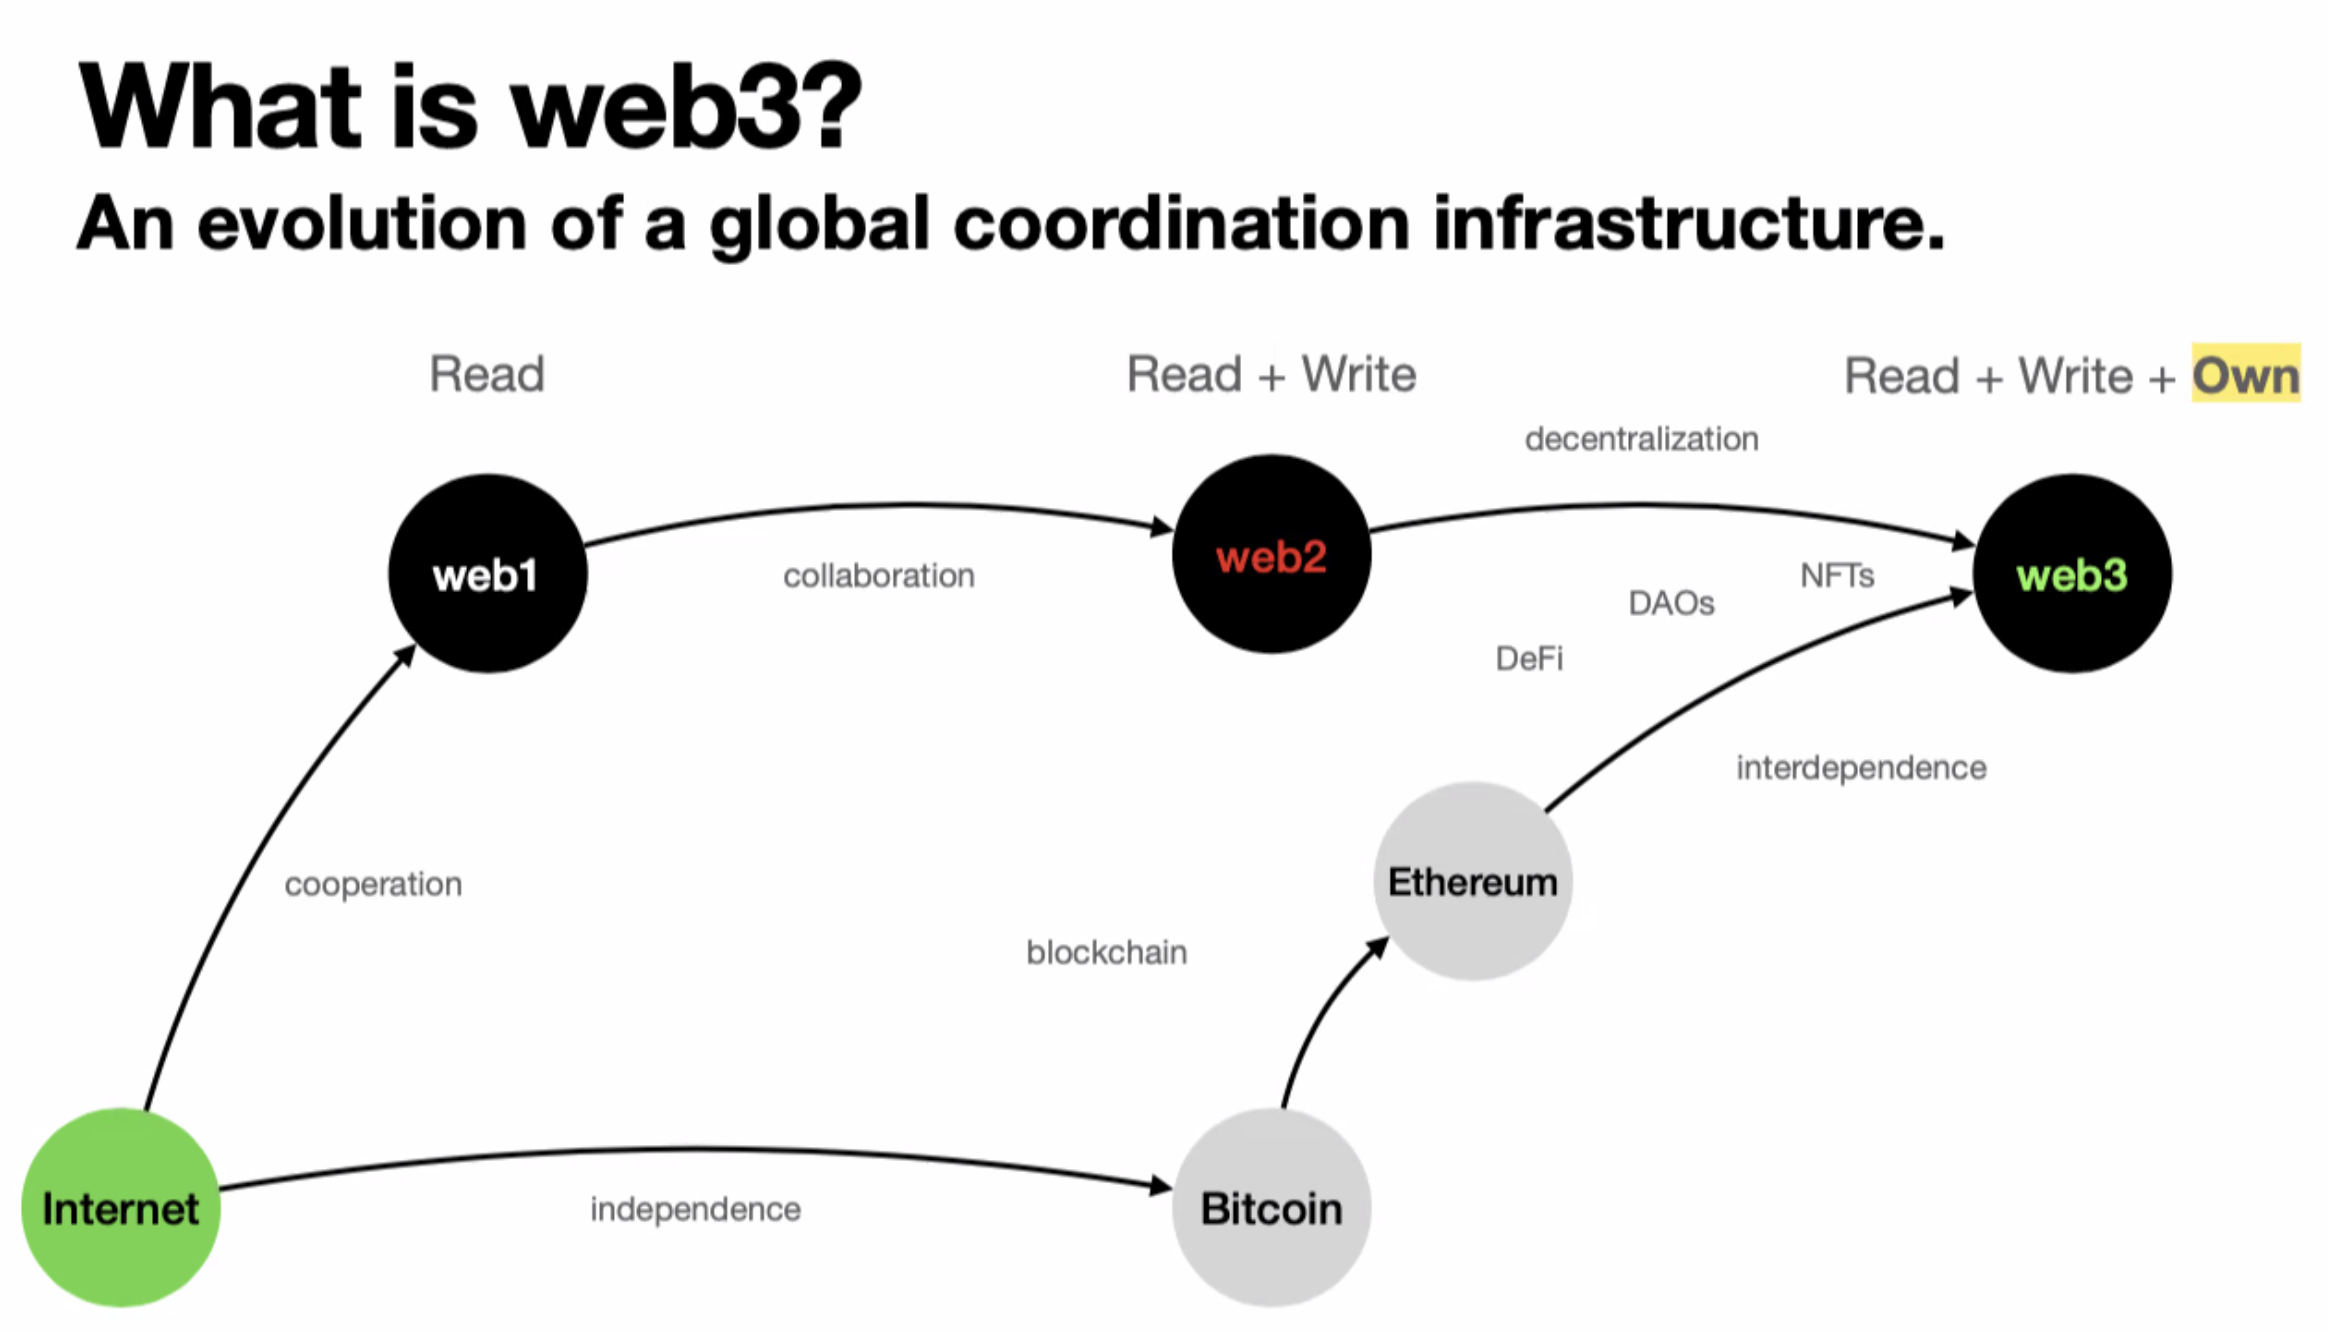 What is web3?
An evolution of a global coordination infrastructure.
Read
Read + Write
Read + Write + Own
decentralization
web1
collaboration
web2
NFTs
web3
DAOs
DeFi
interdependence
cooperation
Ethereum
blockchain
Internet
independence
Bitcoin